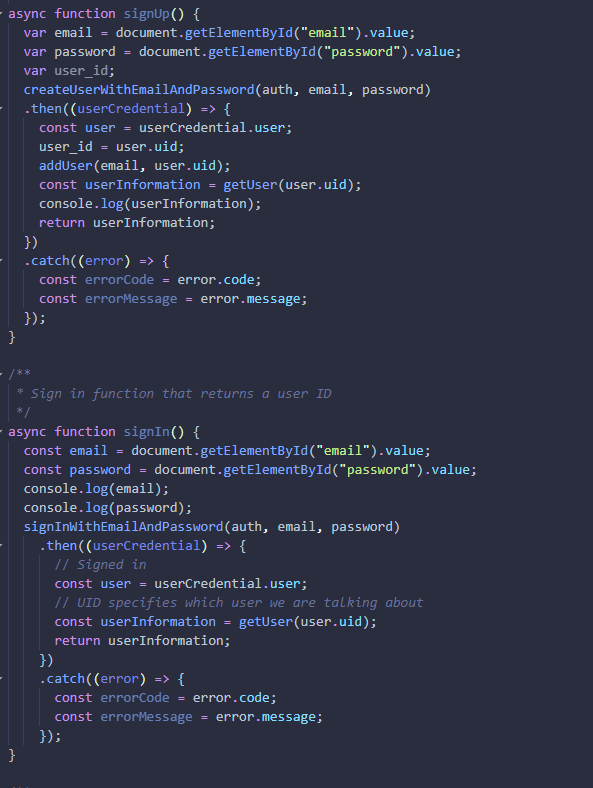 async function signUp() {
  var email = document.getElementById("email").value;
  var password = document.getElementById("password").value;
  var user_id;
  createUserWithEmailAndPassword(auth, email, password)
  .then((userCredential) => {
    const user = userCredential.user;
    user_id = user.uid;
    addUser(email, user.uid);
    const userInformation = getUser(user.uid);
    console.log(userInformation);
    return userInformation;
  })
  .catch((error) => {
    const errorCode = error.code;
    const errorMessage = error.message;
  });
}

/**
 * Sign in function that returns a user ID
 */
async function signIn() {
  const email = document.getElementById("email").value;
  const password = document.getElementById("password").value;
  console.log(email);
  console.log(password);
  signInWithEmailAndPassword(auth, email, password)
    .then((userCredential) => {
      // Signed in
      const user = userCredential.user;
      // UID specifies which user we are talking about
      const userInformation = getUser(user.uid);
      return userInformation;
    })
    .catch((error) => {
      const errorCode = error.code;
      const errorMessage = error.message;
    });
}